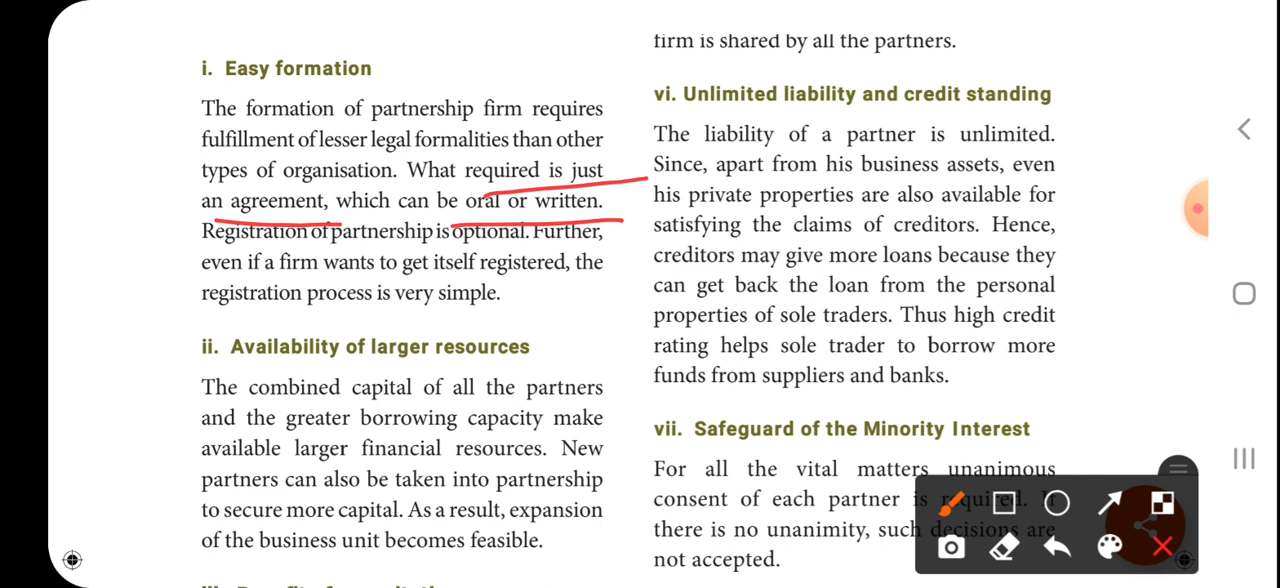 i. Easy formation
The formation of partnership firm requires
fulfillment of lesser legal formalities than other
types of organisation. What required is just
an agreement, which can be oral or written.
Registration of partnership is optional. Further,
even if a firm wants to get itself registered, the
registration process is very simple.
ii. Availability of larger resources
The combined capital of all the partners
and the greater borrowing capacity make
available larger financial resources. New
partners can also be taken into partnership
to secure more capital. As a result, expansion
of the business unit becomes feasible.
firm is shared by all the partners.
vi. Unlimited liability and credit standing
The liability of a partner is unlimited.
Since, apart from his business assets, even
his private properties are also available for
satisfying the claims of creditors. Hence,
creditors may give more loans because they
can get back the loan from the personal
properties of sole traders. Thus high credit
rating helps sole trader to borrow more
funds from suppliers and banks.
vii. Safeguard of the Minority Interest
For all the vital matters unanimous
consent of each partner is required. If
there is no unanimity, such decisions are
not accepted.